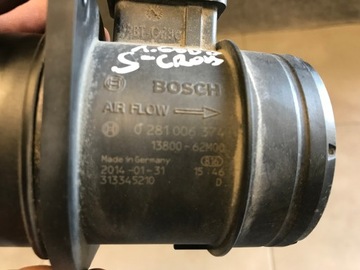 S-CROSS
BOSCH
AIR FLOW
0 281 006 374
13800-62M00
Made in Germany 816
2014-01-31 15:46
313345210 D